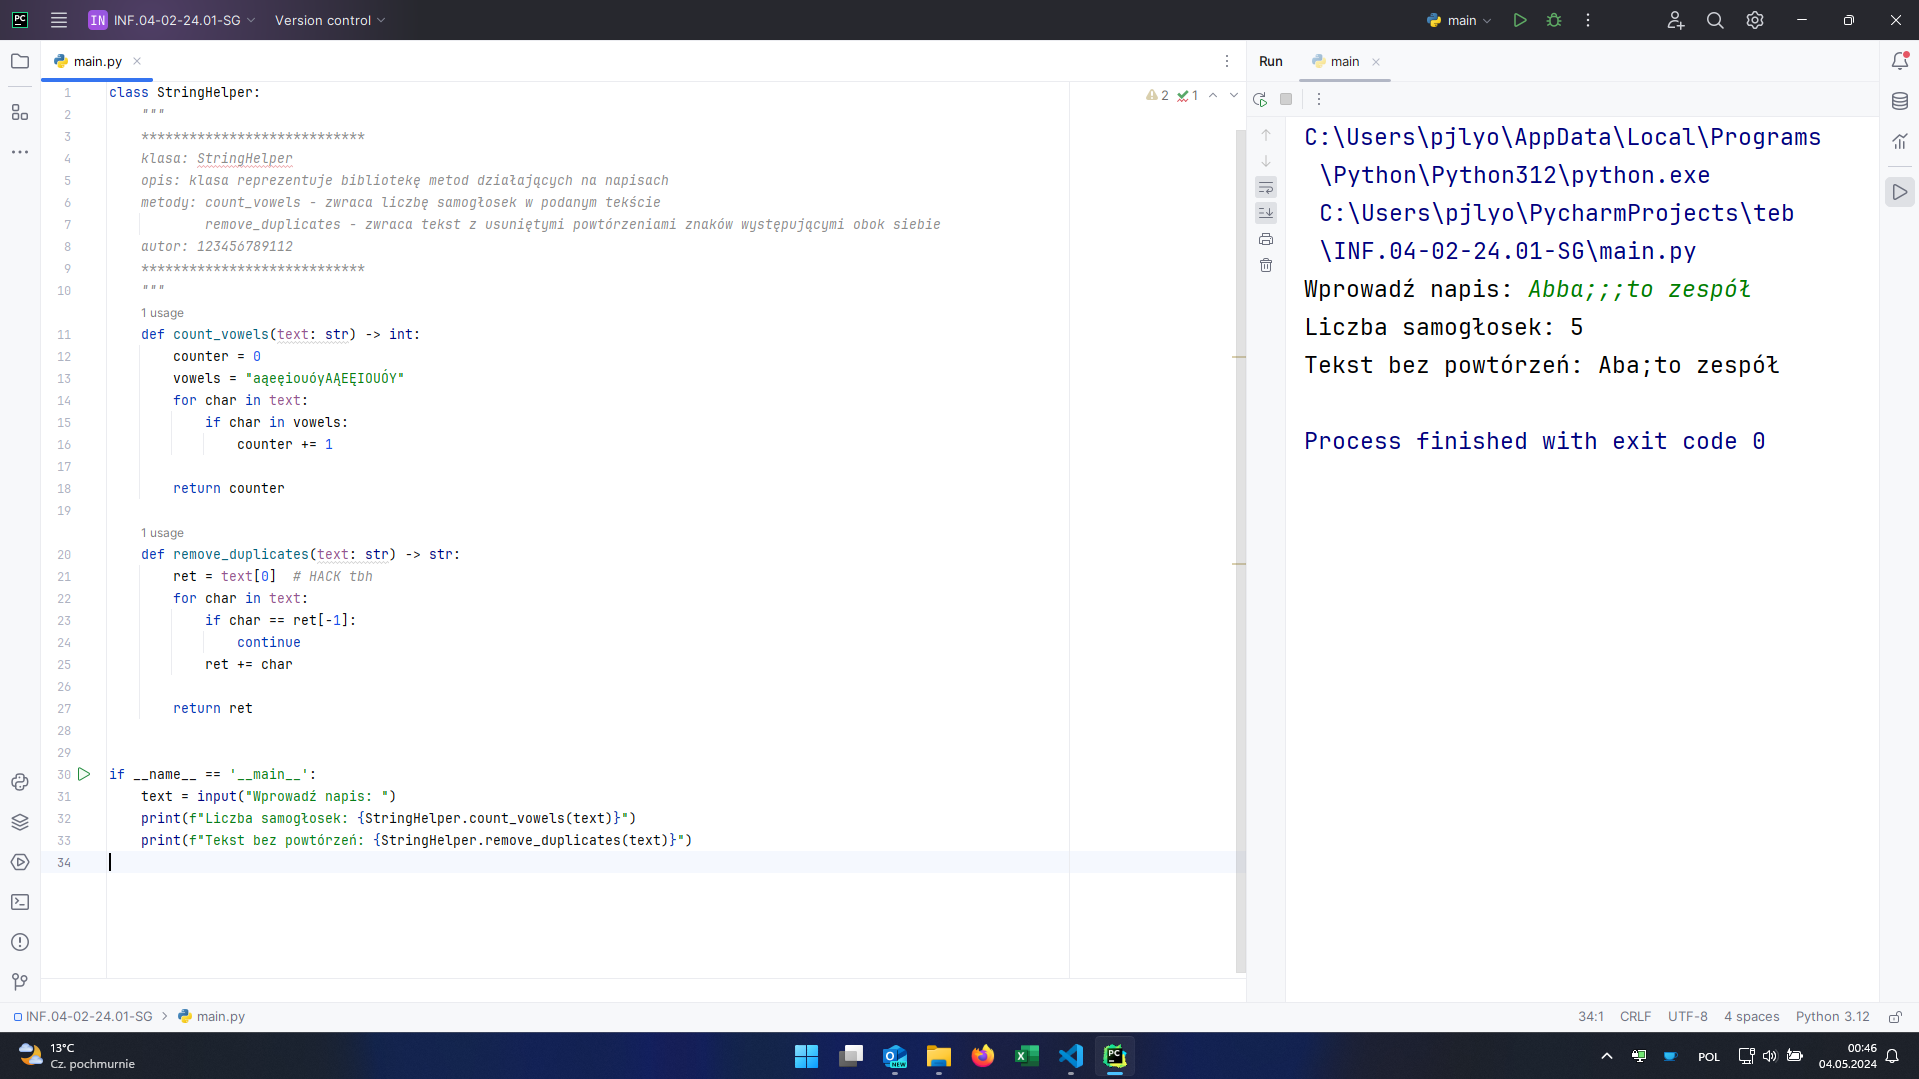 PC IN INF.04-02-24.01-SG Version control main
main.py Run main
2 1
1 class StringHelper:
2 """
3 ****************************
4 klasa: StringHelper
5 opis: klasa reprezentuje bibliotekę metod działających na napisach
6 metody: count_vowels - zwraca liczbę samogłosek w podanym tekście
7 remove_duplicates - zwraca tekst z usuniętymi powtórzeniami znaków występującymi obok siebie
8 autor: 123456789112
9 ****************************
10 """
1 usage
11 def count_vowels(text: str) -> int:
12 counter = 0
13 vowels = "aąeęiouóyAĄEĘIOUÓY"
14 for char in text:
15 if char in vowels:
16 counter += 1
17
18 return counter
19
1 usage
20 def remove_duplicates(text: str) -> str:
21 ret = text[0]  # HACK tbh
22 for char in text:
23 if char == ret[-1]:
24 continue
25 ret += char
26
27 return ret
28
29
30 if __name__ == '__main__':
31 text = input("Wprowadź napis: ")
32 print(f"Liczba samogłosek: {StringHelper.count_vowels(text)}")
33 print(f"Tekst bez powtórzeń: {StringHelper.remove_duplicates(text)}")
34
C:\Users\pjlyo\AppData\Local\Programs
\Python\Python312\python.exe
C:\Users\pjlyo\PycharmProjects\teb
\INF.04-02-24.01-SG\main.py
Wprowadź napis: Abba;;;to zespół
Liczba samogłosek: 5
Tekst bez powtórzeń: Aba;to zespół
Process finished with exit code 0
INF.04-02-24.01-SG main.py 34:1 CRLF UTF-8 4 spaces Python 3.12
13°C
Cz. pochmurnie
NEW
PC
POL
00:46
04.05.2024